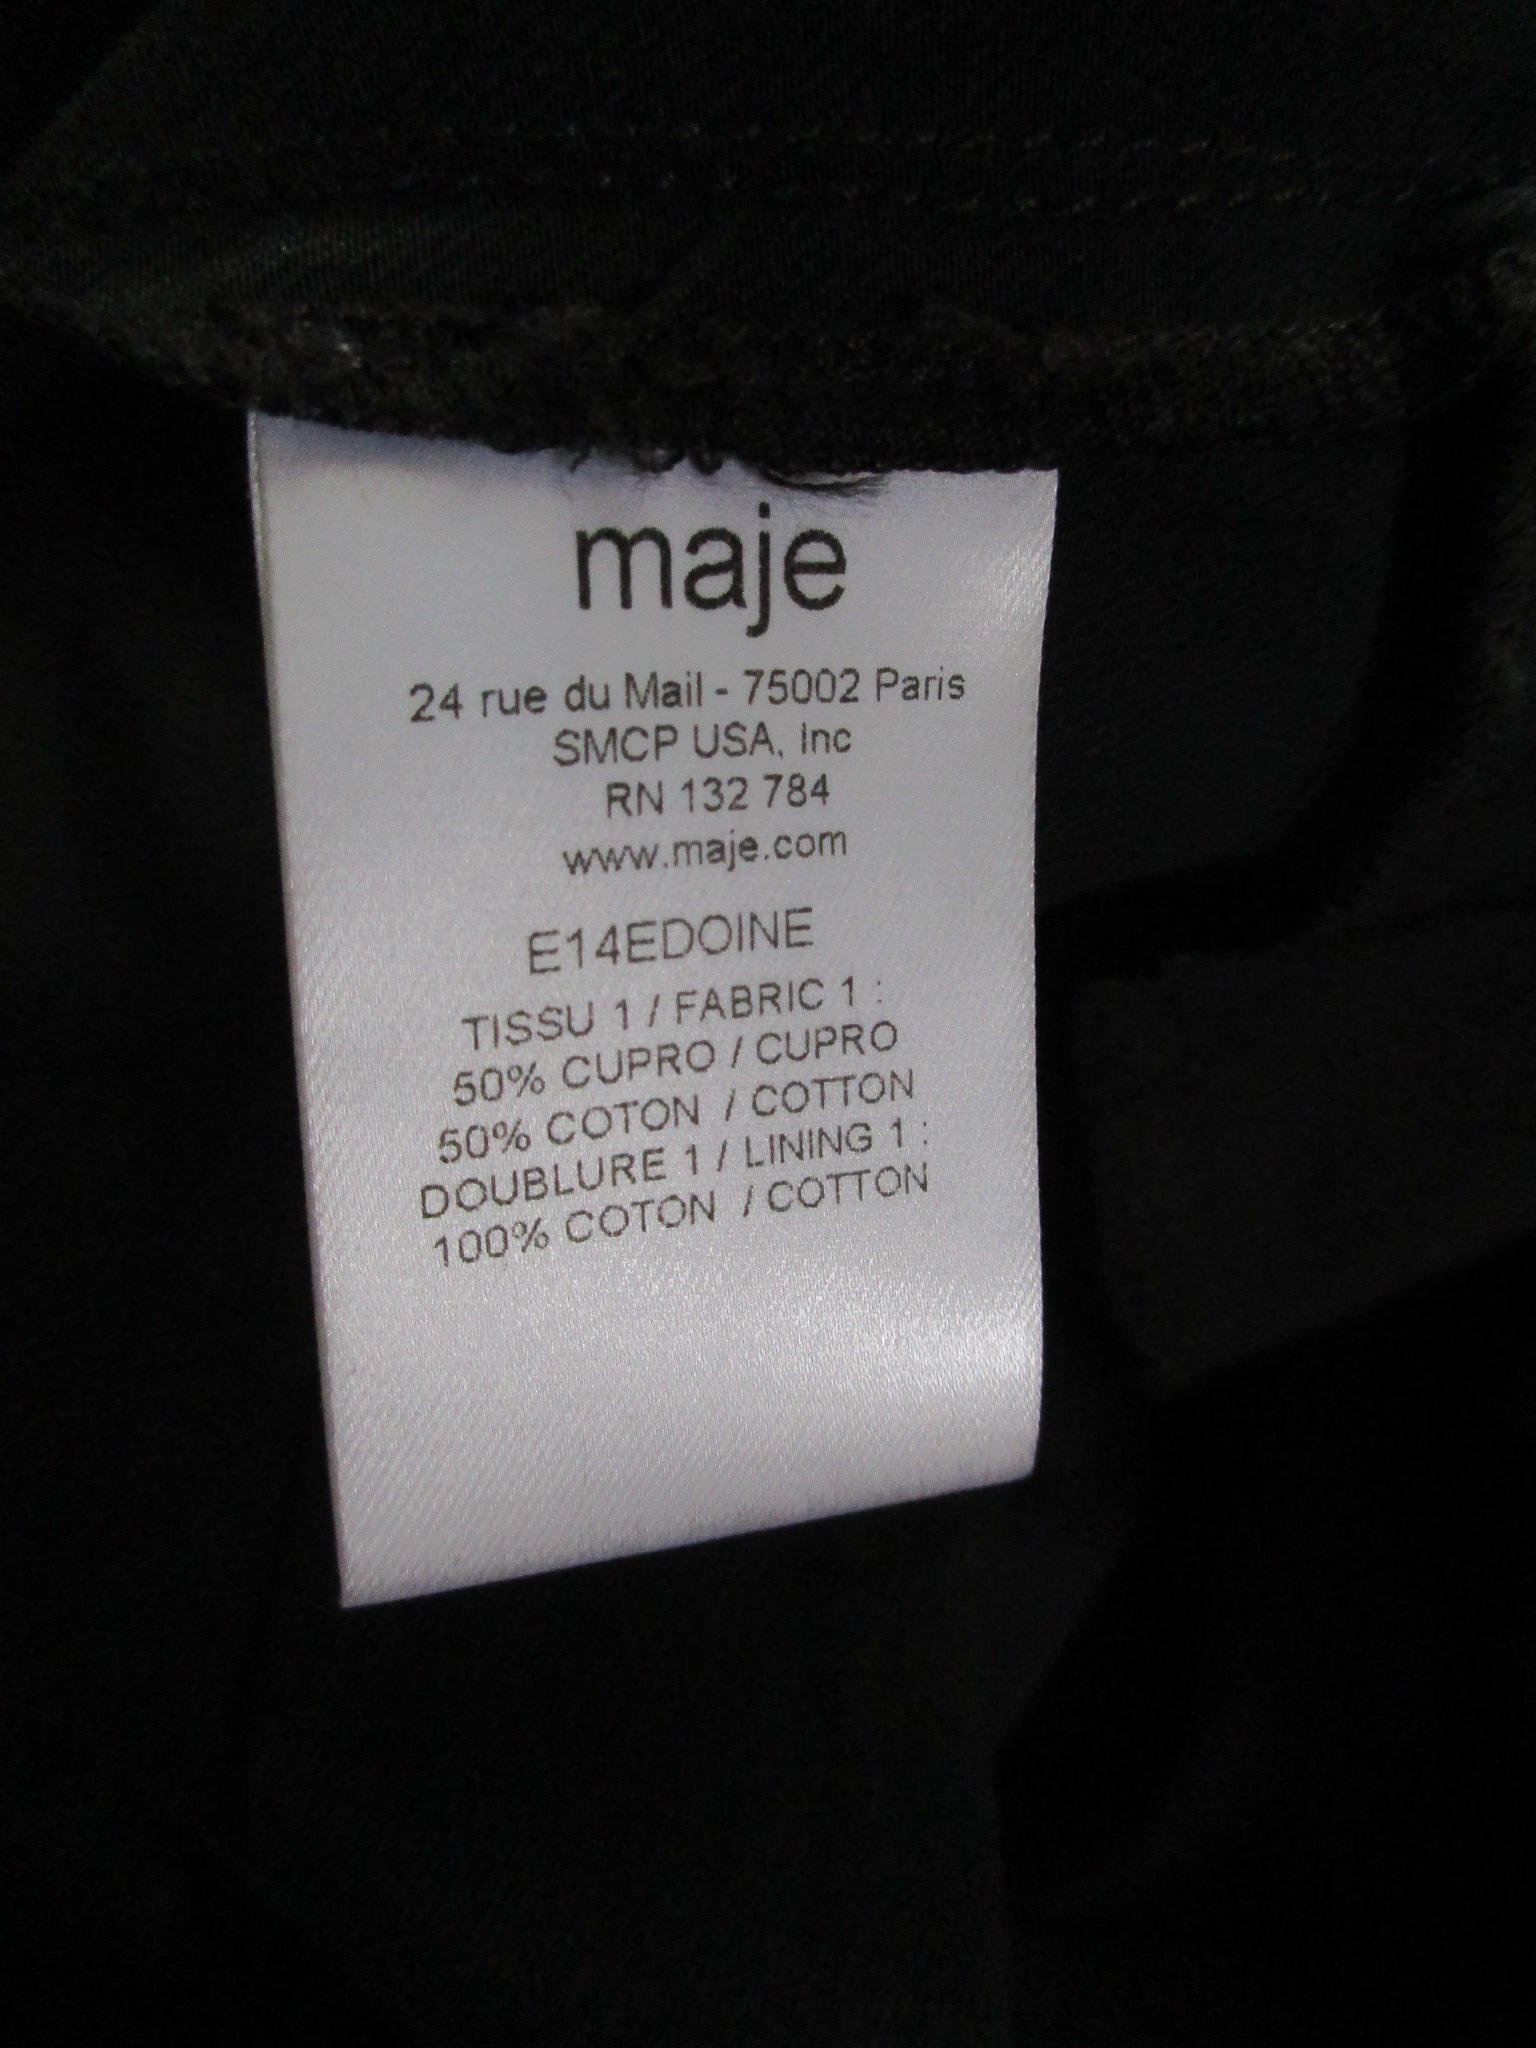 maje
24 rue du Mail - 75002 Paris
SMCP USA, Inc
RN 132 784
www.maje.com
E14EDOINE
TISSU 1 / FABRIC 1 :
50% CUPRO / CUPRO
50% COTON / COTTON
DOUBLURE 1 / LINING 1 :
100% COTON / COTTON